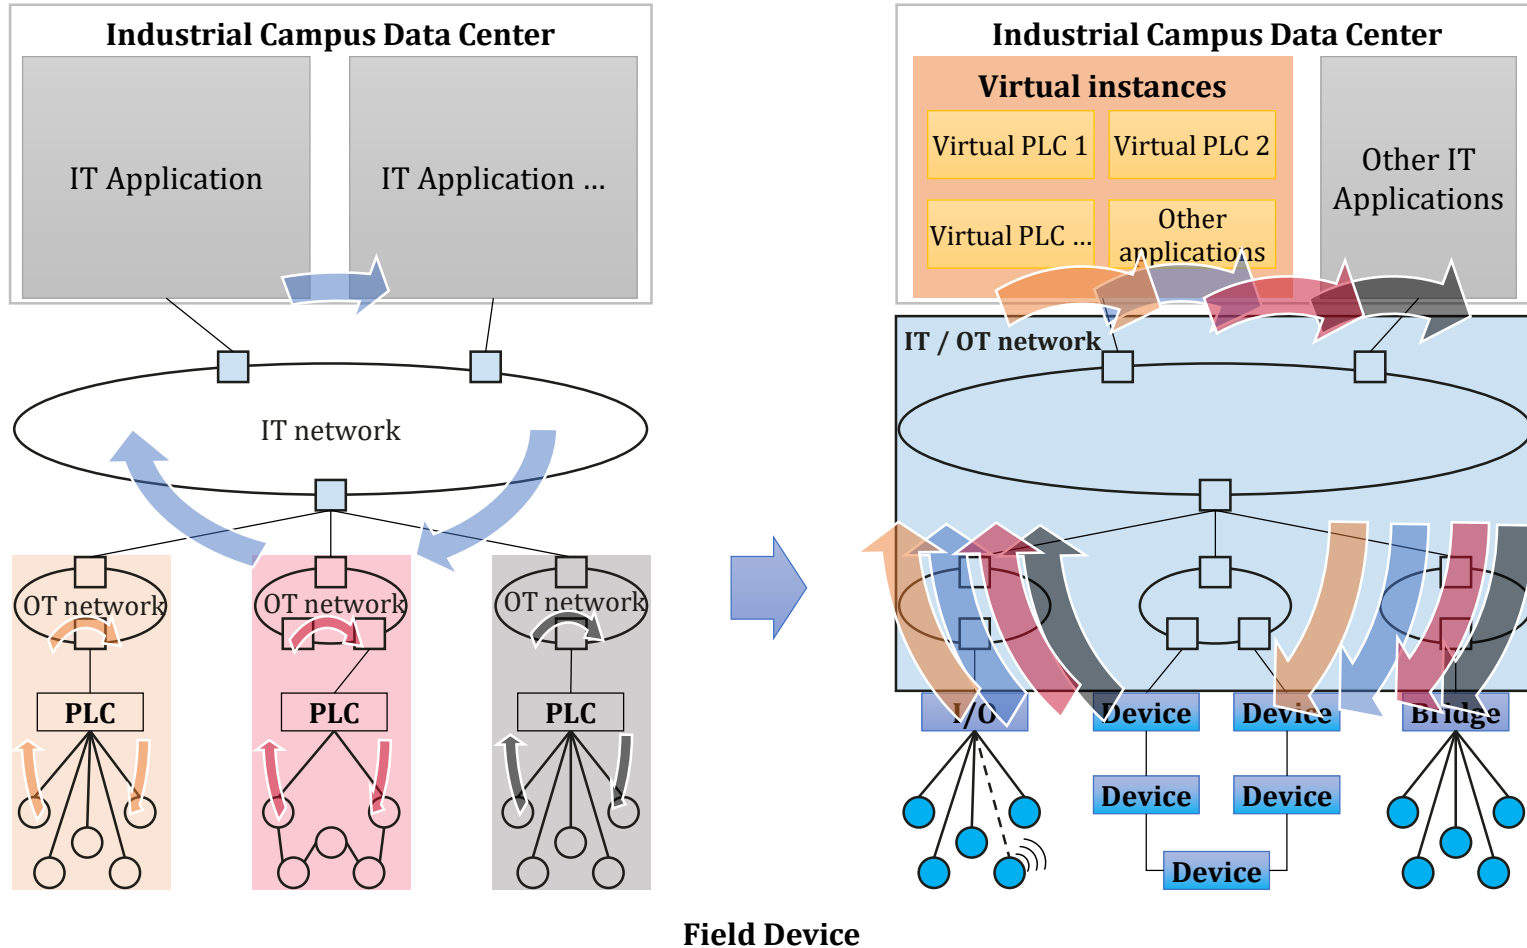 Industrial Campus Data Center
IT Application
IT Application ...
IT network
OT network
OT network
OT network
PLC
PLC
PLC
Industrial Campus Data Center
Virtual instances
Virtual PLC 1
Virtual PLC 2
Virtual PLC ...
Other
applications
Other IT
Applications
IT / OT network
I/O
Device
Device
Bridge
Device
Device
Device
Field Device